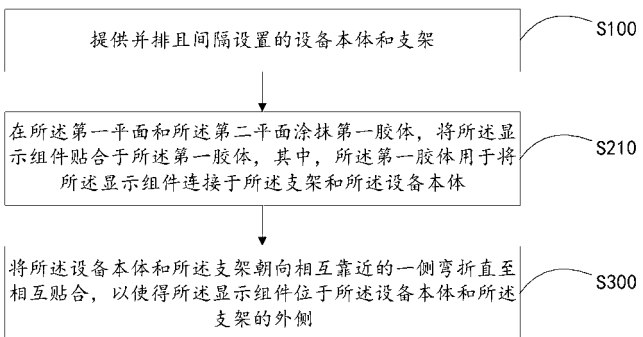 提供并排且间隔设置的设备本体和支架
S100
在所述第一平面和所述第二平面涂抹第一胶体，将所述显
示组件贴合于所述第一胶体，其中，所述第一胶体用于将
所述显示组件连接于所述支架和所述设备本体
S210
将所述设备本体和所述支架朝向相互靠近的一侧弯折直至
相互贴合，以使得所述显示组件位于所述设备本体和所述
支架的外侧
S300